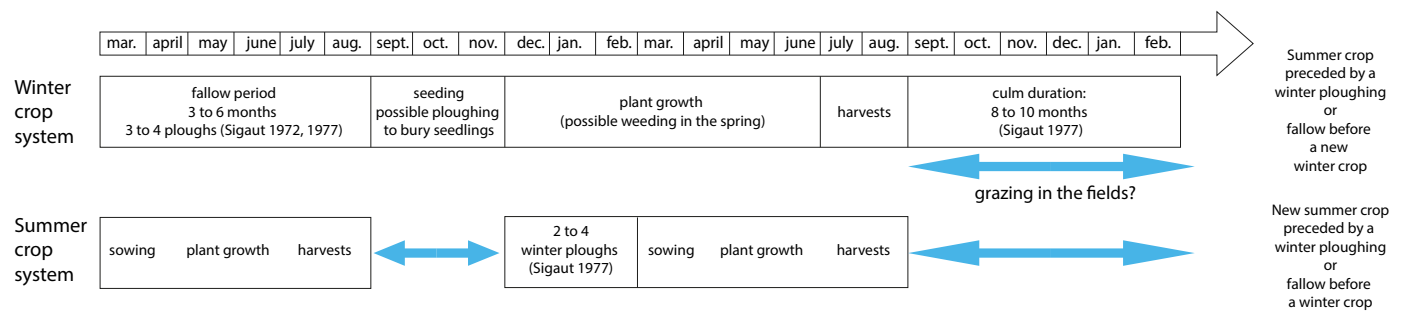 mar. april may june july aug. sept. oct. nov. dec. jan. feb. mar. april may june july aug. sept. oct. nov. dec. jan. feb.
Winter
crop
system
fallow period
3 to 6 months
3 to 4 ploughs (Sigaut 1972, 1977)
seeding
possible ploughing
to bury seedlings
plant growth
(possible weeding in the spring)
harvests
culm duration:
8 to 10 months
(Sigaut 1977)
Summer crop
preceded by a
winter ploughing
or
fallow before
a new
winter crop
grazing in the fields?
Summer
crop
system
sowing plant growth harvests
2 to 4
winter ploughs
(Sigaut 1977)
sowing plant growth harvests
New summer crop
preceded by a
winter ploughing
or
fallow before
a winter crop